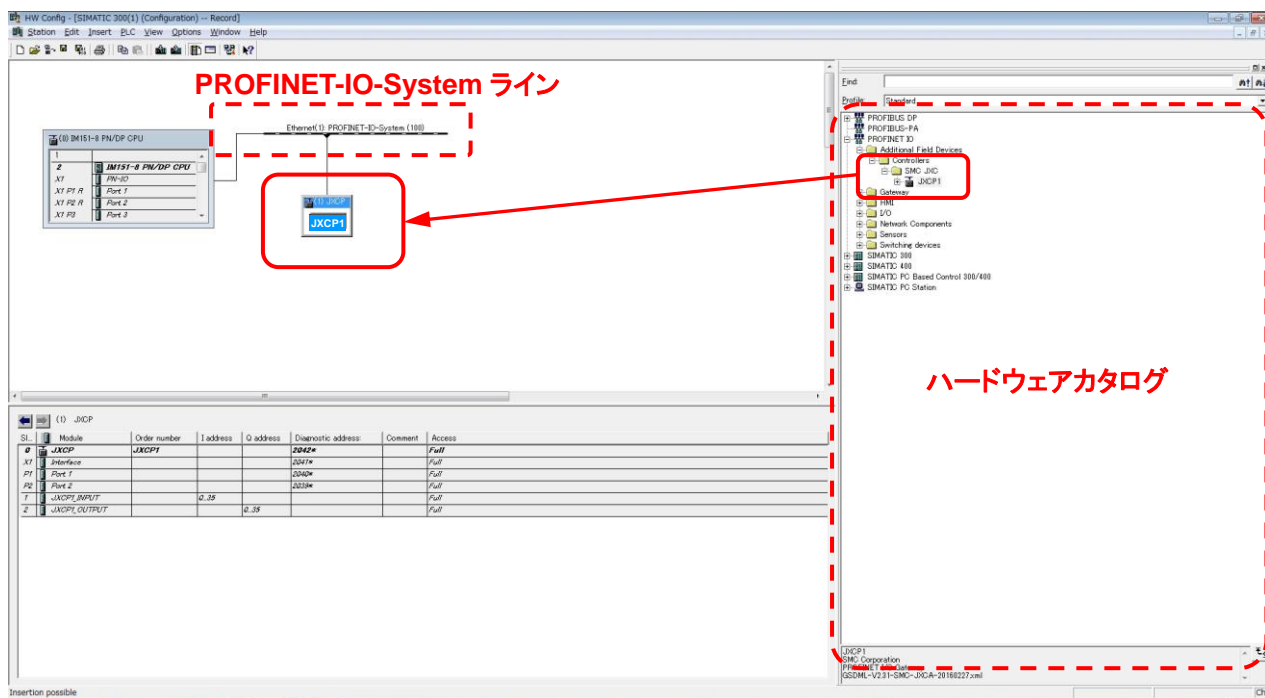 HW Config - [SIMATIC 300(1) (Configuration) -- Record]
Station Edit Insert PLC View Options Window Help
PROFINET-IO-System ライン
Ethernet(1): PROFINET-IO-System (100)
(0) IM151-8 PN/DP CPU
1
2 IM151-8 PN/DP CPU
X1 PN-IO
X1 P1 R Port 1
X1 P2 R Port 2
X1 P3 Port 3
(1) JXCP
JXCP1
Find:
Profile: Standard
PROFIBUS DP
PROFIBUS-PA
PROFINET IO
Additional Field Devices
Controllers
SMC JXC
JXCP1
Gateway
HMI
I/O
Network Components
Sensors
Switching devices
SIMATIC 300
SIMATIC 400
SIMATIC PC Based Control 300/400
SIMATIC PC Station
ハードウェアカタログ
(1) JXCP
Sl... Module Order number I address Q address Diagnostic address: Comment Access
0 JXCP JXCP1 2042* Full
X1 Interface 2041* Full
P1 Port 1 2040* Full
P2 Port 2 2039* Full
1 JXCP1_INPUT 0..35 Full
2 JXCP1_OUTPUT 0..35 Full
JXCP1
SMC Corporation
PROFINET I/O Gateway
GSDML-V2.31-SMC-JXCA-20160227.xml
Insertion possible
Ch